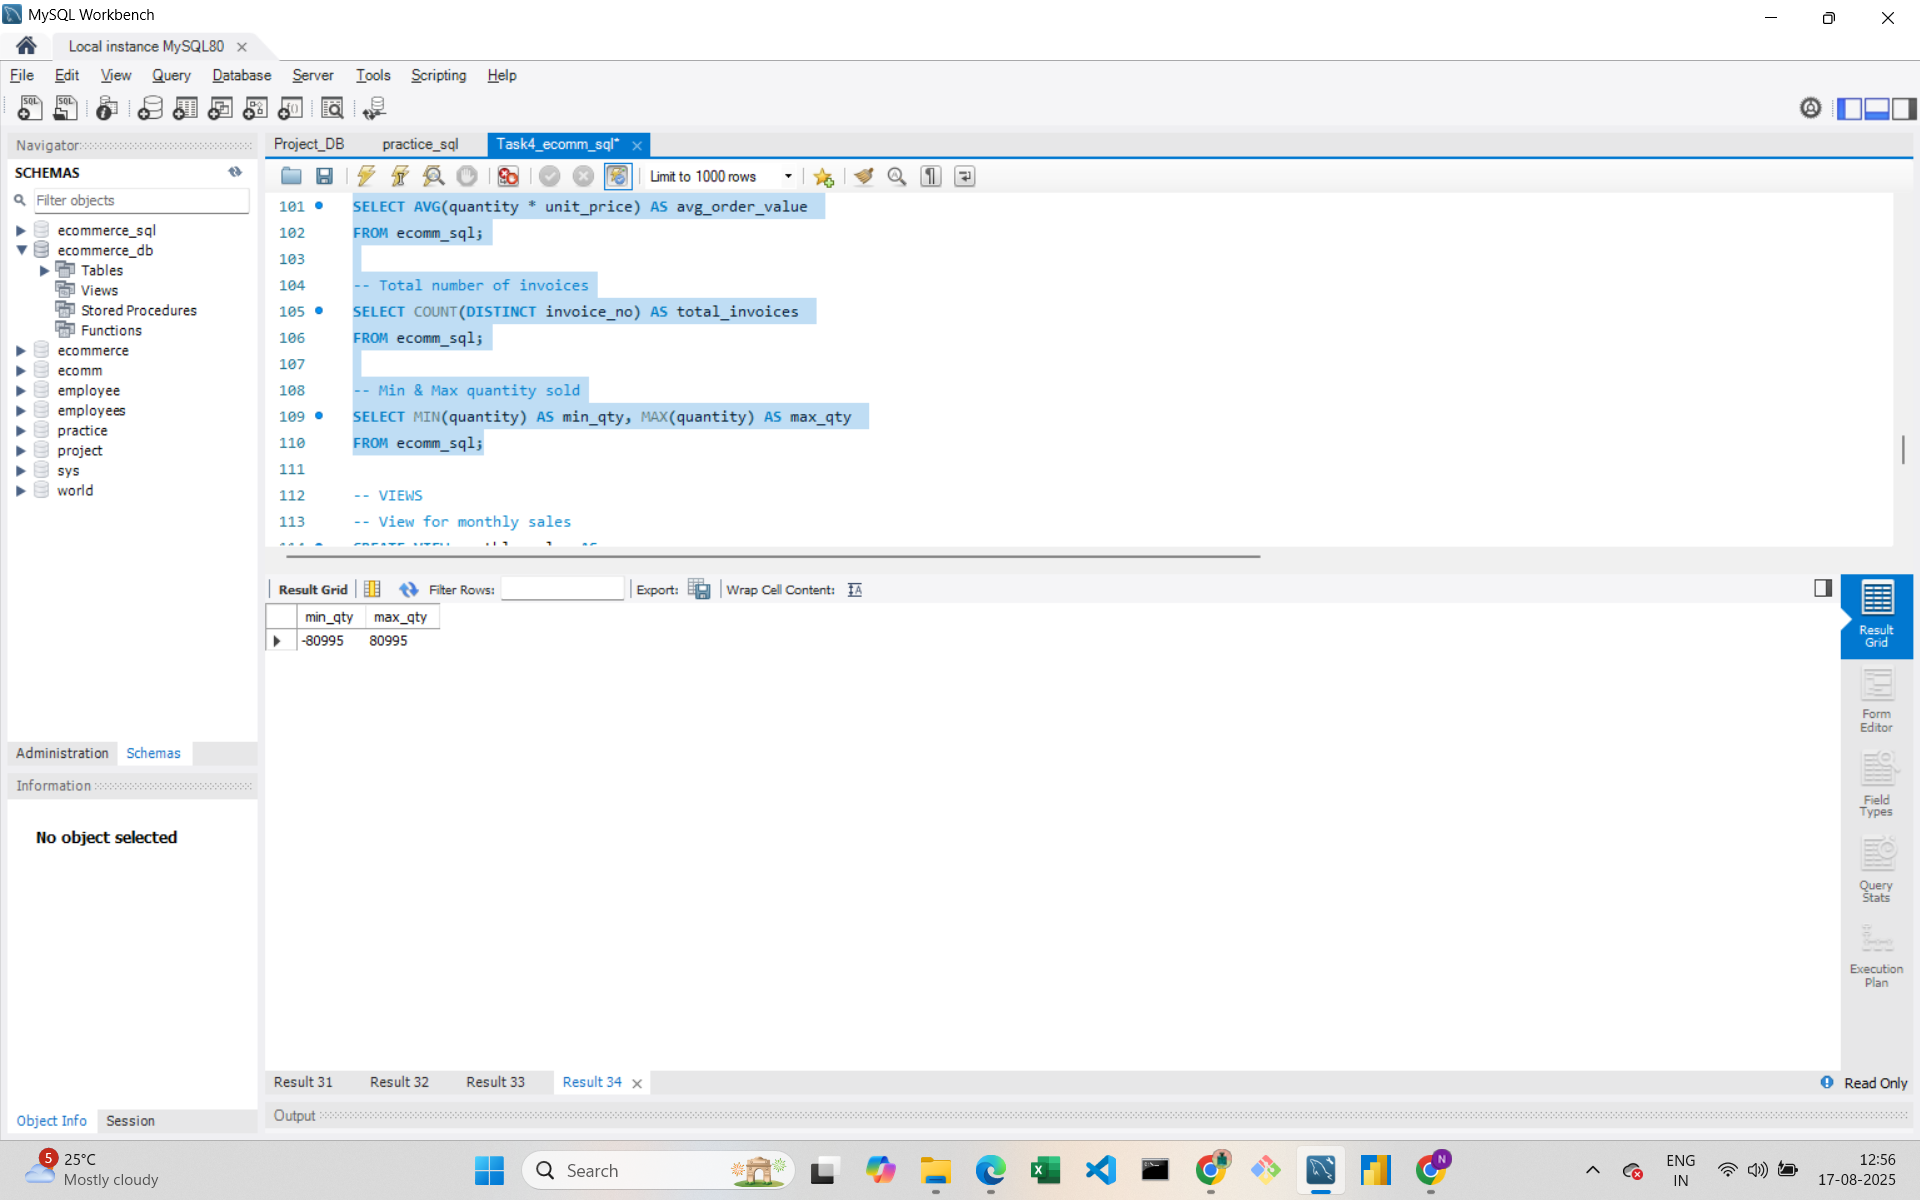 MySQL Workbench
Local instance MySQL80
File Edit View Query Database Server Tools Scripting Help
Navigator
SCHEMAS
Filter objects
ecommerce_sql
ecommerce_db
Tables
Views
Stored Procedures
Functions
ecommerce
ecomm
employee
employees
practice
project
sys
world
Administration Schemas
Information
No object selected
Object Info Session
Project_DB practice_sql Task4_ecomm_sql*
Limit to 1000 rows
101 SELECT AVG(quantity * unit_price) AS avg_order_value
102 FROM ecomm_sql;
103
104 -- Total number of invoices
105 SELECT COUNT(DISTINCT invoice_no) AS total_invoices
106 FROM ecomm_sql;
107
108 -- Min & Max quantity sold
109 SELECT MIN(quantity) AS min_qty, MAX(quantity) AS max_qty
110 FROM ecomm_sql;
111
112 -- VIEWS
113 -- View for monthly sales
Result Grid Filter Rows: Export: Wrap Cell Content:
min_qty max_qty
-80995 80995
Result
Grid
Form
Editor
Field
Types
Query
Stats
Execution
Plan
Result 31 Result 32 Result 33 Result 34
Read Only
Output
5
25°C
Mostly cloudy
Search
N
ENG
IN
12:56
17-08-2025